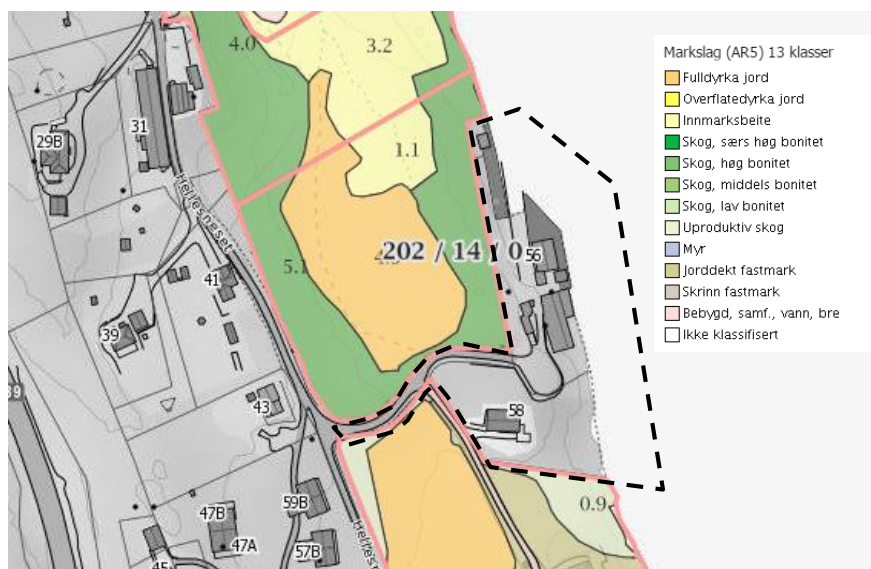 4.0
3.2
31
29B
1.1
Hellesneset
202 / 14 / 0
56
5.1
41
39
39
43
58
59B
47B
47A
57B
45
0.9
Markslag (AR5) 13 klasser
Fulldyrka jord
Overflatedyrka jord
Innmarksbeite
Skog, særs høg bonitet
Skog, høg bonitet
Skog, middels bonitet
Skog, lav bonitet
Uproduktiv skog
Myr
Jorddekt fastmark
Skrinn fastmark
Bebygd, samf., vann, bre
Ikke klassifisert